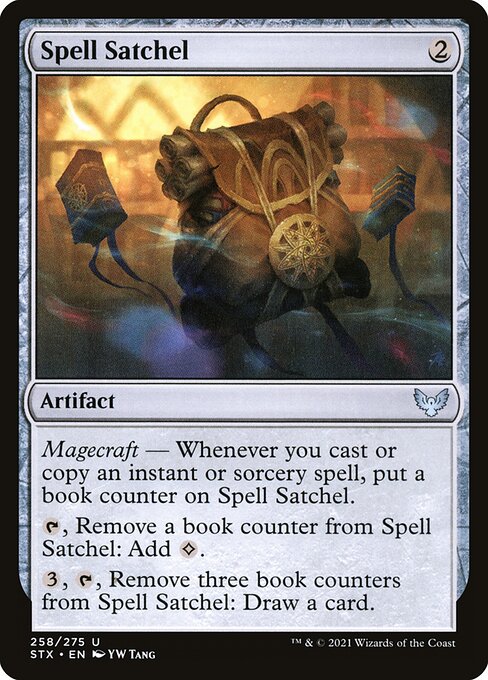 Spell Satchel 2
Artifact
Magecraft — Whenever you cast or
copy an instant or sorcery spell, put a
book counter on Spell Satchel.
, Remove a book counter from Spell
Satchel: Add .
3, , Remove three book counters
from Spell Satchel: Draw a card.
258/275 U
STX • EN YW Tang
™ & © 2021 Wizards of the Coast